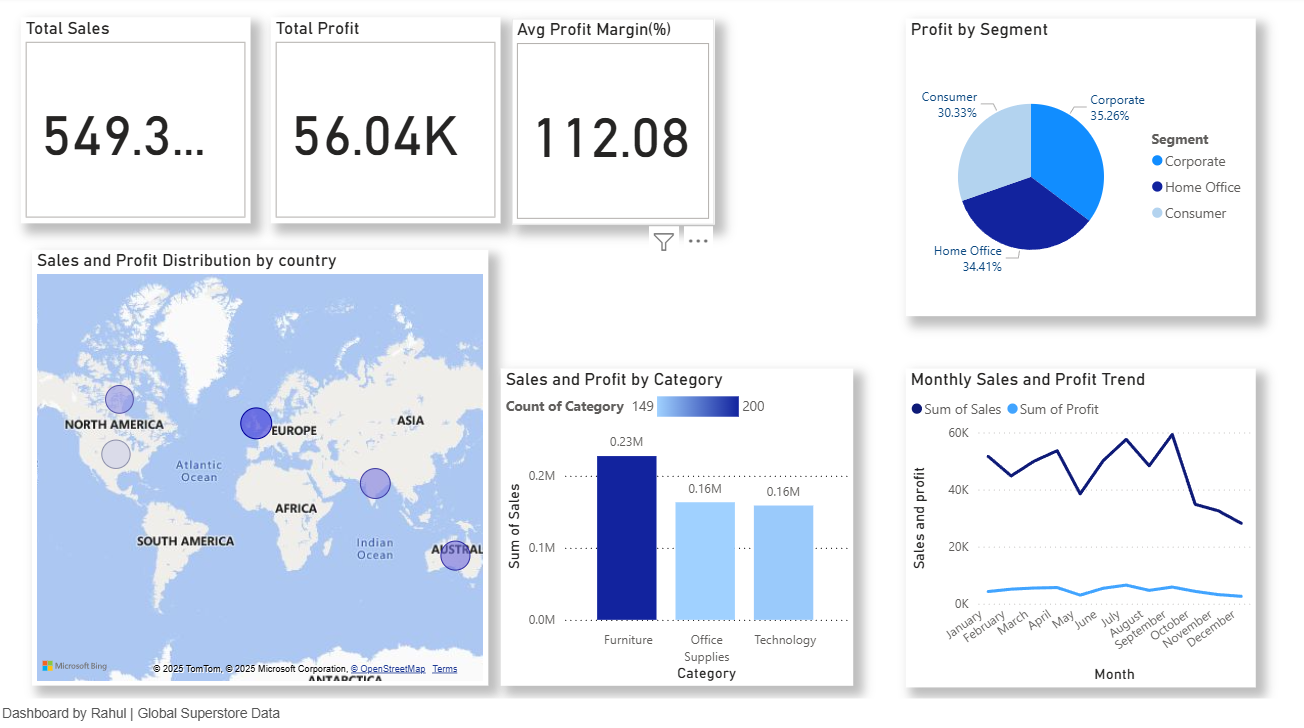 Total Sales
549.3...
Total Profit
56.04K
Avg Profit Margin(%)
112.08
Profit by Segment
Consumer
30.33%
Corporate
35.26%
Home Office
34.41%
Segment
Corporate
Home Office
Consumer
Sales and Profit Distribution by country
NORTH AMERICA
EUROPE
ASIA
Atlantic
Ocean
AFRICA
SOUTH AMERICA
Indian
Ocean
AUSTRAL
Microsoft Bing
© 2025 TomTom, © 2025 Microsoft Corporation, © OpenStreetMap Terms
ANTARCTICA
Sales and Profit by Category
Count of Category 149 200
0.23M
0.16M
0.16M
0.2M
0.1M
0.0M
Sum of Sales
Furniture
Office
Supplies
Technology
Category
Monthly Sales and Profit Trend
Sum of Sales Sum of Profit
60K
40K
20K
0K
Sales and profit
January
February
March
April
May
June
July
August
September
October
November
December
Month
Dashboard by Rahul | Global Superstore Data